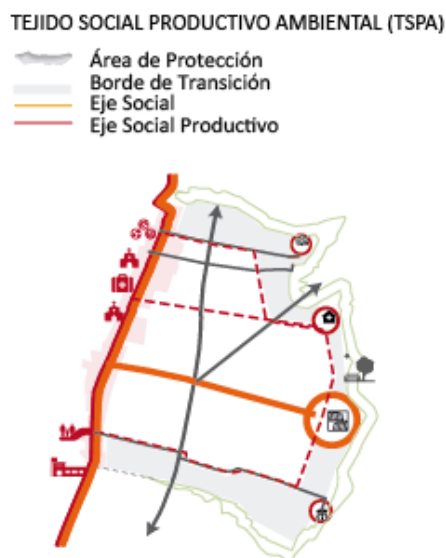 TEJIDO SOCIAL PRODUCTIVO AMBIENTAL (TSPA)
Área de Protección
Borde de Transición
Eje Social
Eje Social Productivo